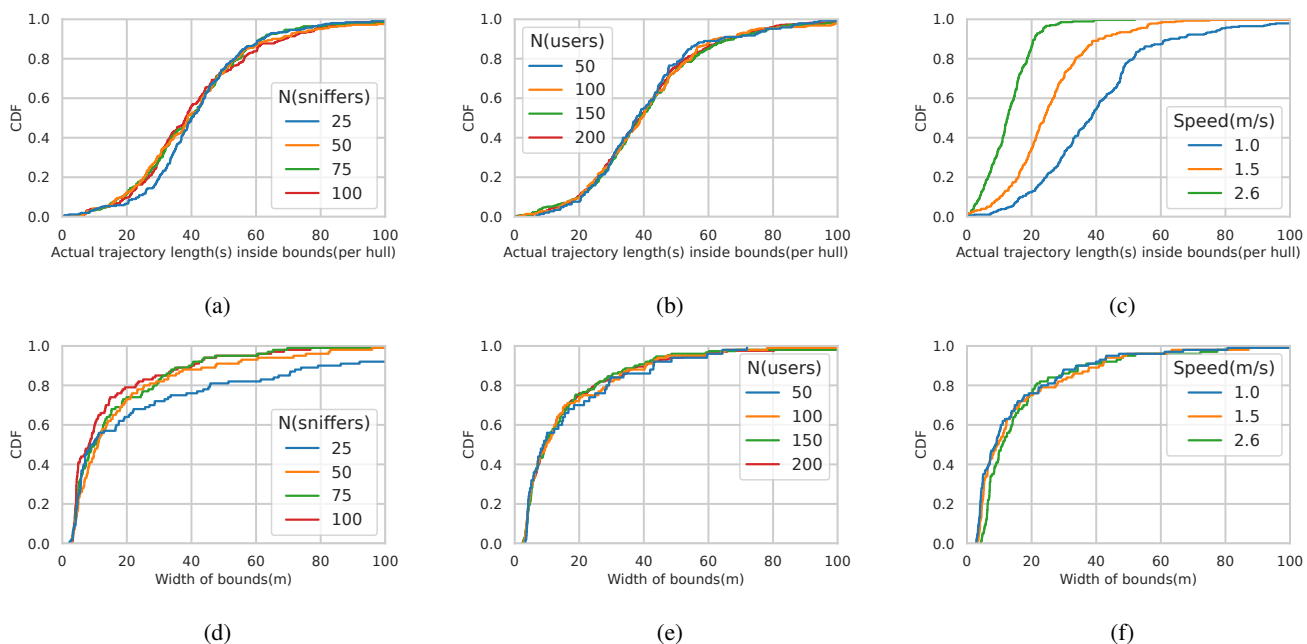 1.0
0.8
0.6
0.4
0.2
0.0
CDF
N(sniffers)
25
50
75
100
0 20 40 60 80 100
Actual trajectory length(s) inside bounds(per hull)
(a)
1.0
0.8
0.6
0.4
0.2
0.0
CDF
N(users)
50
100
150
200
0 20 40 60 80 100
Actual trajectory length(s) inside bounds(per hull)
(b)
1.0
0.8
0.6
0.4
0.2
0.0
CDF
Speed(m/s)
1.0
1.5
2.6
0 20 40 60 80 100
Actual trajectory length(s) inside bounds(per hull)
(c)
1.0
0.8
0.6
0.4
0.2
0.0
CDF
N(sniffers)
25
50
75
100
0 20 40 60 80 100
Width of bounds(m)
(d)
1.0
0.8
0.6
0.4
0.2
0.0
CDF
N(users)
50
100
150
200
0 20 40 60 80 100
Width of bounds(m)
(e)
1.0
0.8
0.6
0.4
0.2
0.0
CDF
Speed(m/s)
1.0
1.5
2.6
0 20 40 60 80 100
Width of bounds(m)
(f)